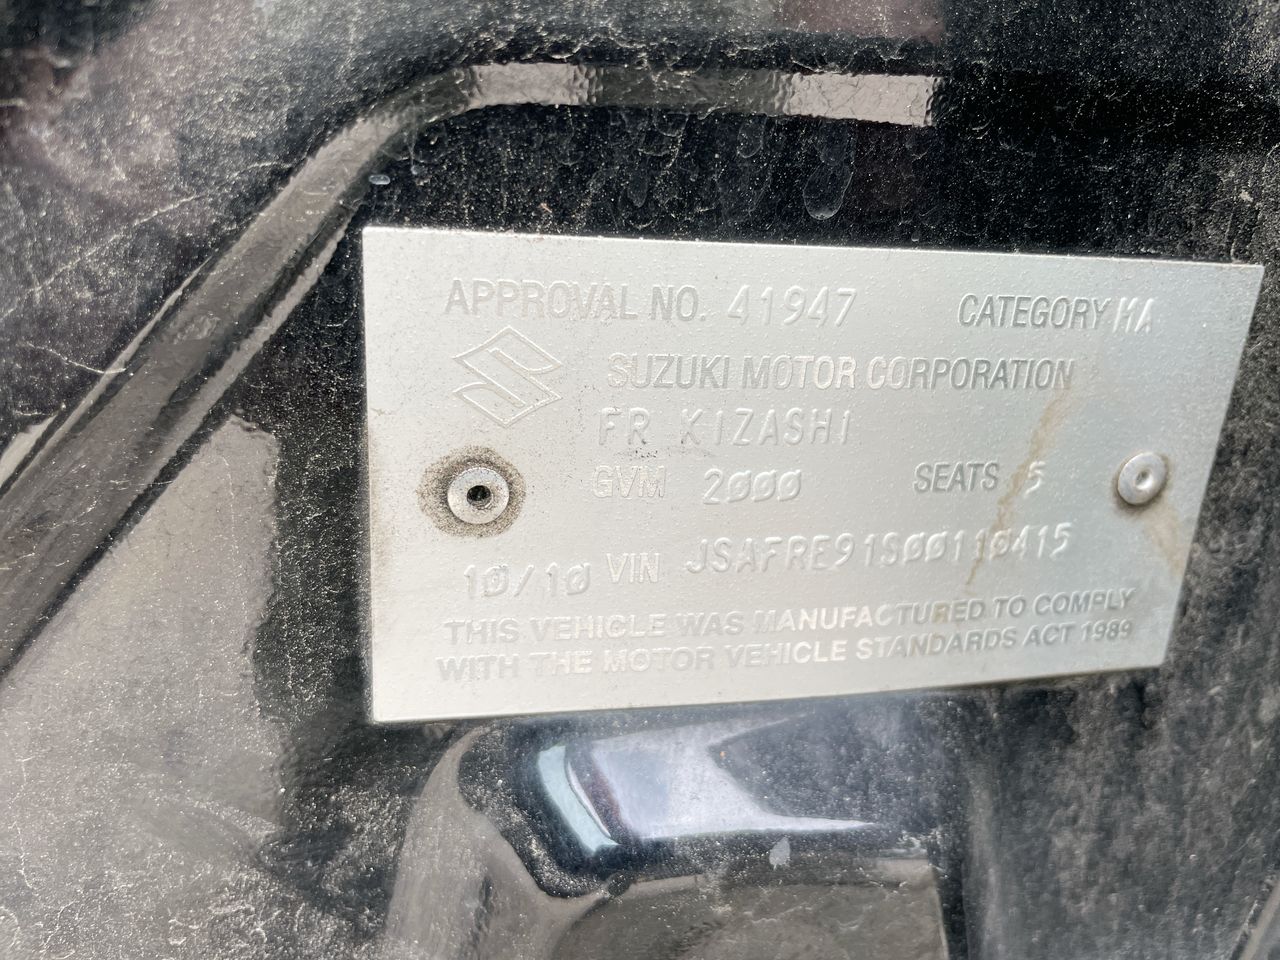 APPROVAL NO. 41947 CATEGORY MA
SUZUKI MOTOR CORPORATION
FR KIZASHI
GVM 2000 SEATS 5
10/10 VIN JSAFRE91S00110415
THIS VEHICLE WAS MANUFACTURED TO COMPLY
WITH THE MOTOR VEHICLE STANDARDS ACT 1989